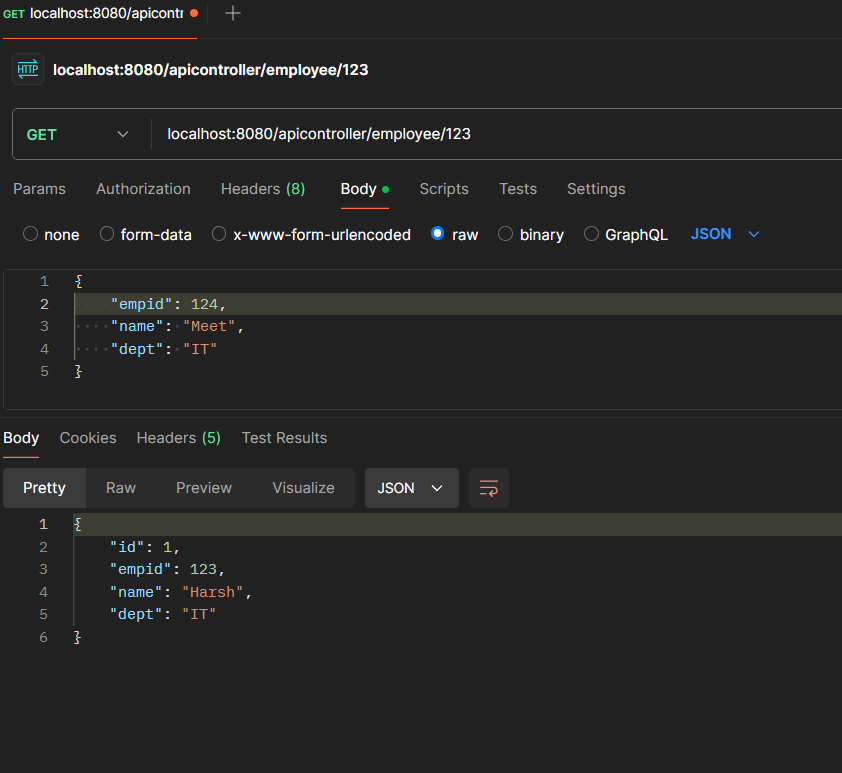 GET localhost:8080/apicontr
HTTP localhost:8080/apicontroller/employee/123
GET localhost:8080/apicontroller/employee/123
Params Authorization Headers (8) Body Scripts Tests Settings
none form-data x-www-form-urlencoded raw binary GraphQL JSON
1 {
2 "empid": 124,
3 "name": "Meet",
4 "dept": "IT"
5 }
Body Cookies Headers (5) Test Results
Pretty Raw Preview Visualize JSON
1 {
2 "id": 1,
3 "empid": 123,
4 "name": "Harsh",
5 "dept": "IT"
6 }